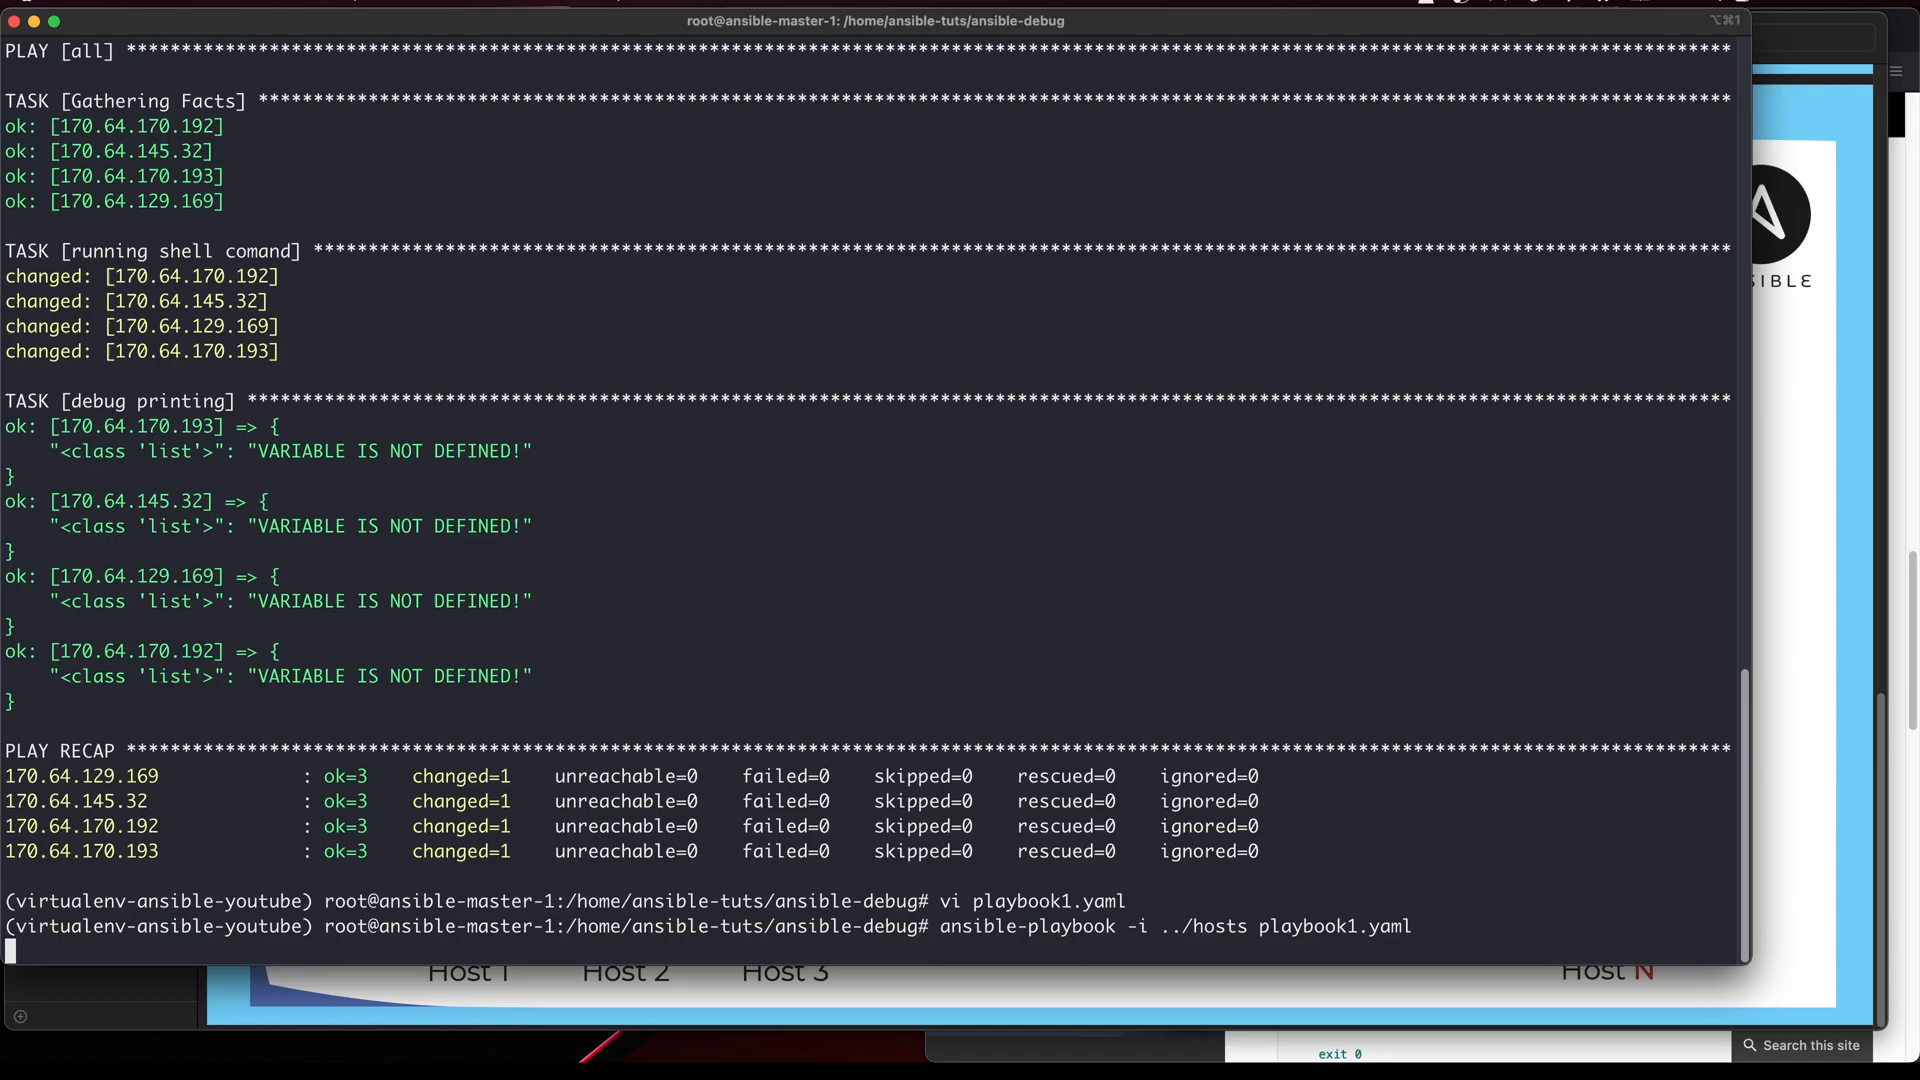 root@ansible-master-1: /home/ansible-tuts/ansible-debug
⌥⌘1
PLAY [all] **************************************************************************************************************************************************
TASK [Gathering Facts] **************************************************************************************************************************************
ok: [170.64.170.192]
ok: [170.64.145.32]
ok: [170.64.170.193]
ok: [170.64.129.169]
TASK [running shell comand] *********************************************************************************************************************************
changed: [170.64.170.192]
changed: [170.64.145.32]
changed: [170.64.129.169]
changed: [170.64.170.193]
TASK [debug printing] ***************************************************************************************************************************************
ok: [170.64.170.193] => {
    "<class 'list'>": "VARIABLE IS NOT DEFINED!"
}
ok: [170.64.145.32] => {
    "<class 'list'>": "VARIABLE IS NOT DEFINED!"
}
ok: [170.64.129.169] => {
    "<class 'list'>": "VARIABLE IS NOT DEFINED!"
}
ok: [170.64.170.192] => {
    "<class 'list'>": "VARIABLE IS NOT DEFINED!"
}
PLAY RECAP **************************************************************************************************************************************************
170.64.129.169             : ok=3    changed=1    unreachable=0    failed=0    skipped=0    rescued=0    ignored=0
170.64.145.32              : ok=3    changed=1    unreachable=0    failed=0    skipped=0    rescued=0    ignored=0
170.64.170.192             : ok=3    changed=1    unreachable=0    failed=0    skipped=0    rescued=0    ignored=0
170.64.170.193             : ok=3    changed=1    unreachable=0    failed=0    skipped=0    rescued=0    ignored=0
(virtualenv-ansible-youtube) root@ansible-master-1:/home/ansible-tuts/ansible-debug# vi playbook1.yaml
(virtualenv-ansible-youtube) root@ansible-master-1:/home/ansible-tuts/ansible-debug# ansible-playbook -i ../hosts playbook1.yaml
SIBLE
Host 1 Host 2 Host 3 Host N
exit 0
Search this site